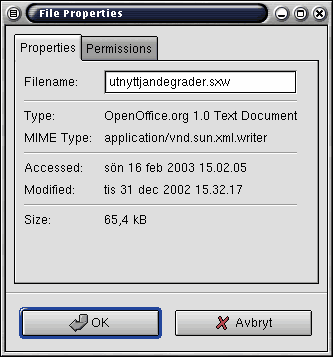 File Properties
Properties Permissions
Filename: utnyttjandegrader.sxw
Type: OpenOffice.org 1.0 Text Document
MIME Type: application/vnd.sun.xml.writer
Accessed: sön 16 feb 2003 15.02.05
Modified: tis 31 dec 2002 15.32.17
Size: 65,4 kB
OK Avbryt